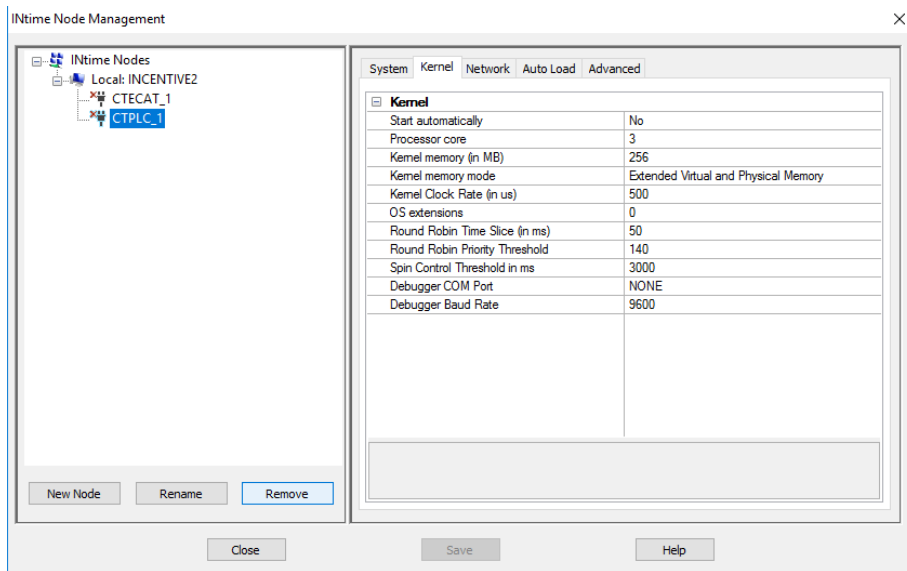 INtime Node Management
INtime Nodes
Local: INCENTIVE2
CTECAT_1
CTPLC_1
New Node
Rename
Remove
System
Kernel
Network
Auto Load
Advanced
Kernel
Start automatically No
Processor core 3
Kernel memory (in MB) 256
Kernel memory mode Extended Virtual and Physical Memory
Kernel Clock Rate (in us) 500
OS extensions 0
Round Robin Time Slice (in ms) 50
Round Robin Priority Threshold 140
Spin Control Threshold in ms 3000
Debugger COM Port NONE
Debugger Baud Rate 9600
Close
Save
Help